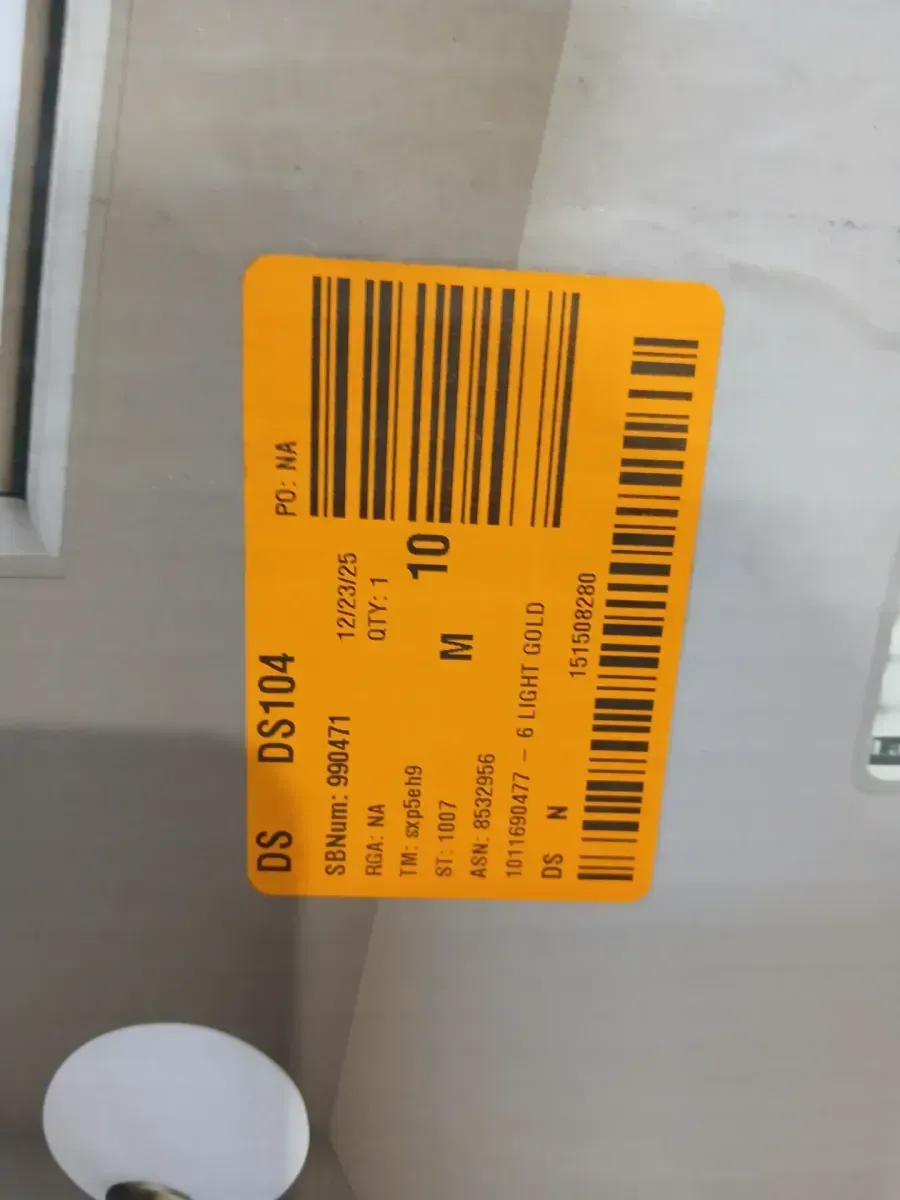 DS DS104 PO: NA
SBNum: 990471 12/23/25
RGA: NA QTY: 1
TM: sxp5eh9 10
ST: 1007 M
ASN: 8532956
1011690477 – 6 LIGHT GOLD
DS N 151508280